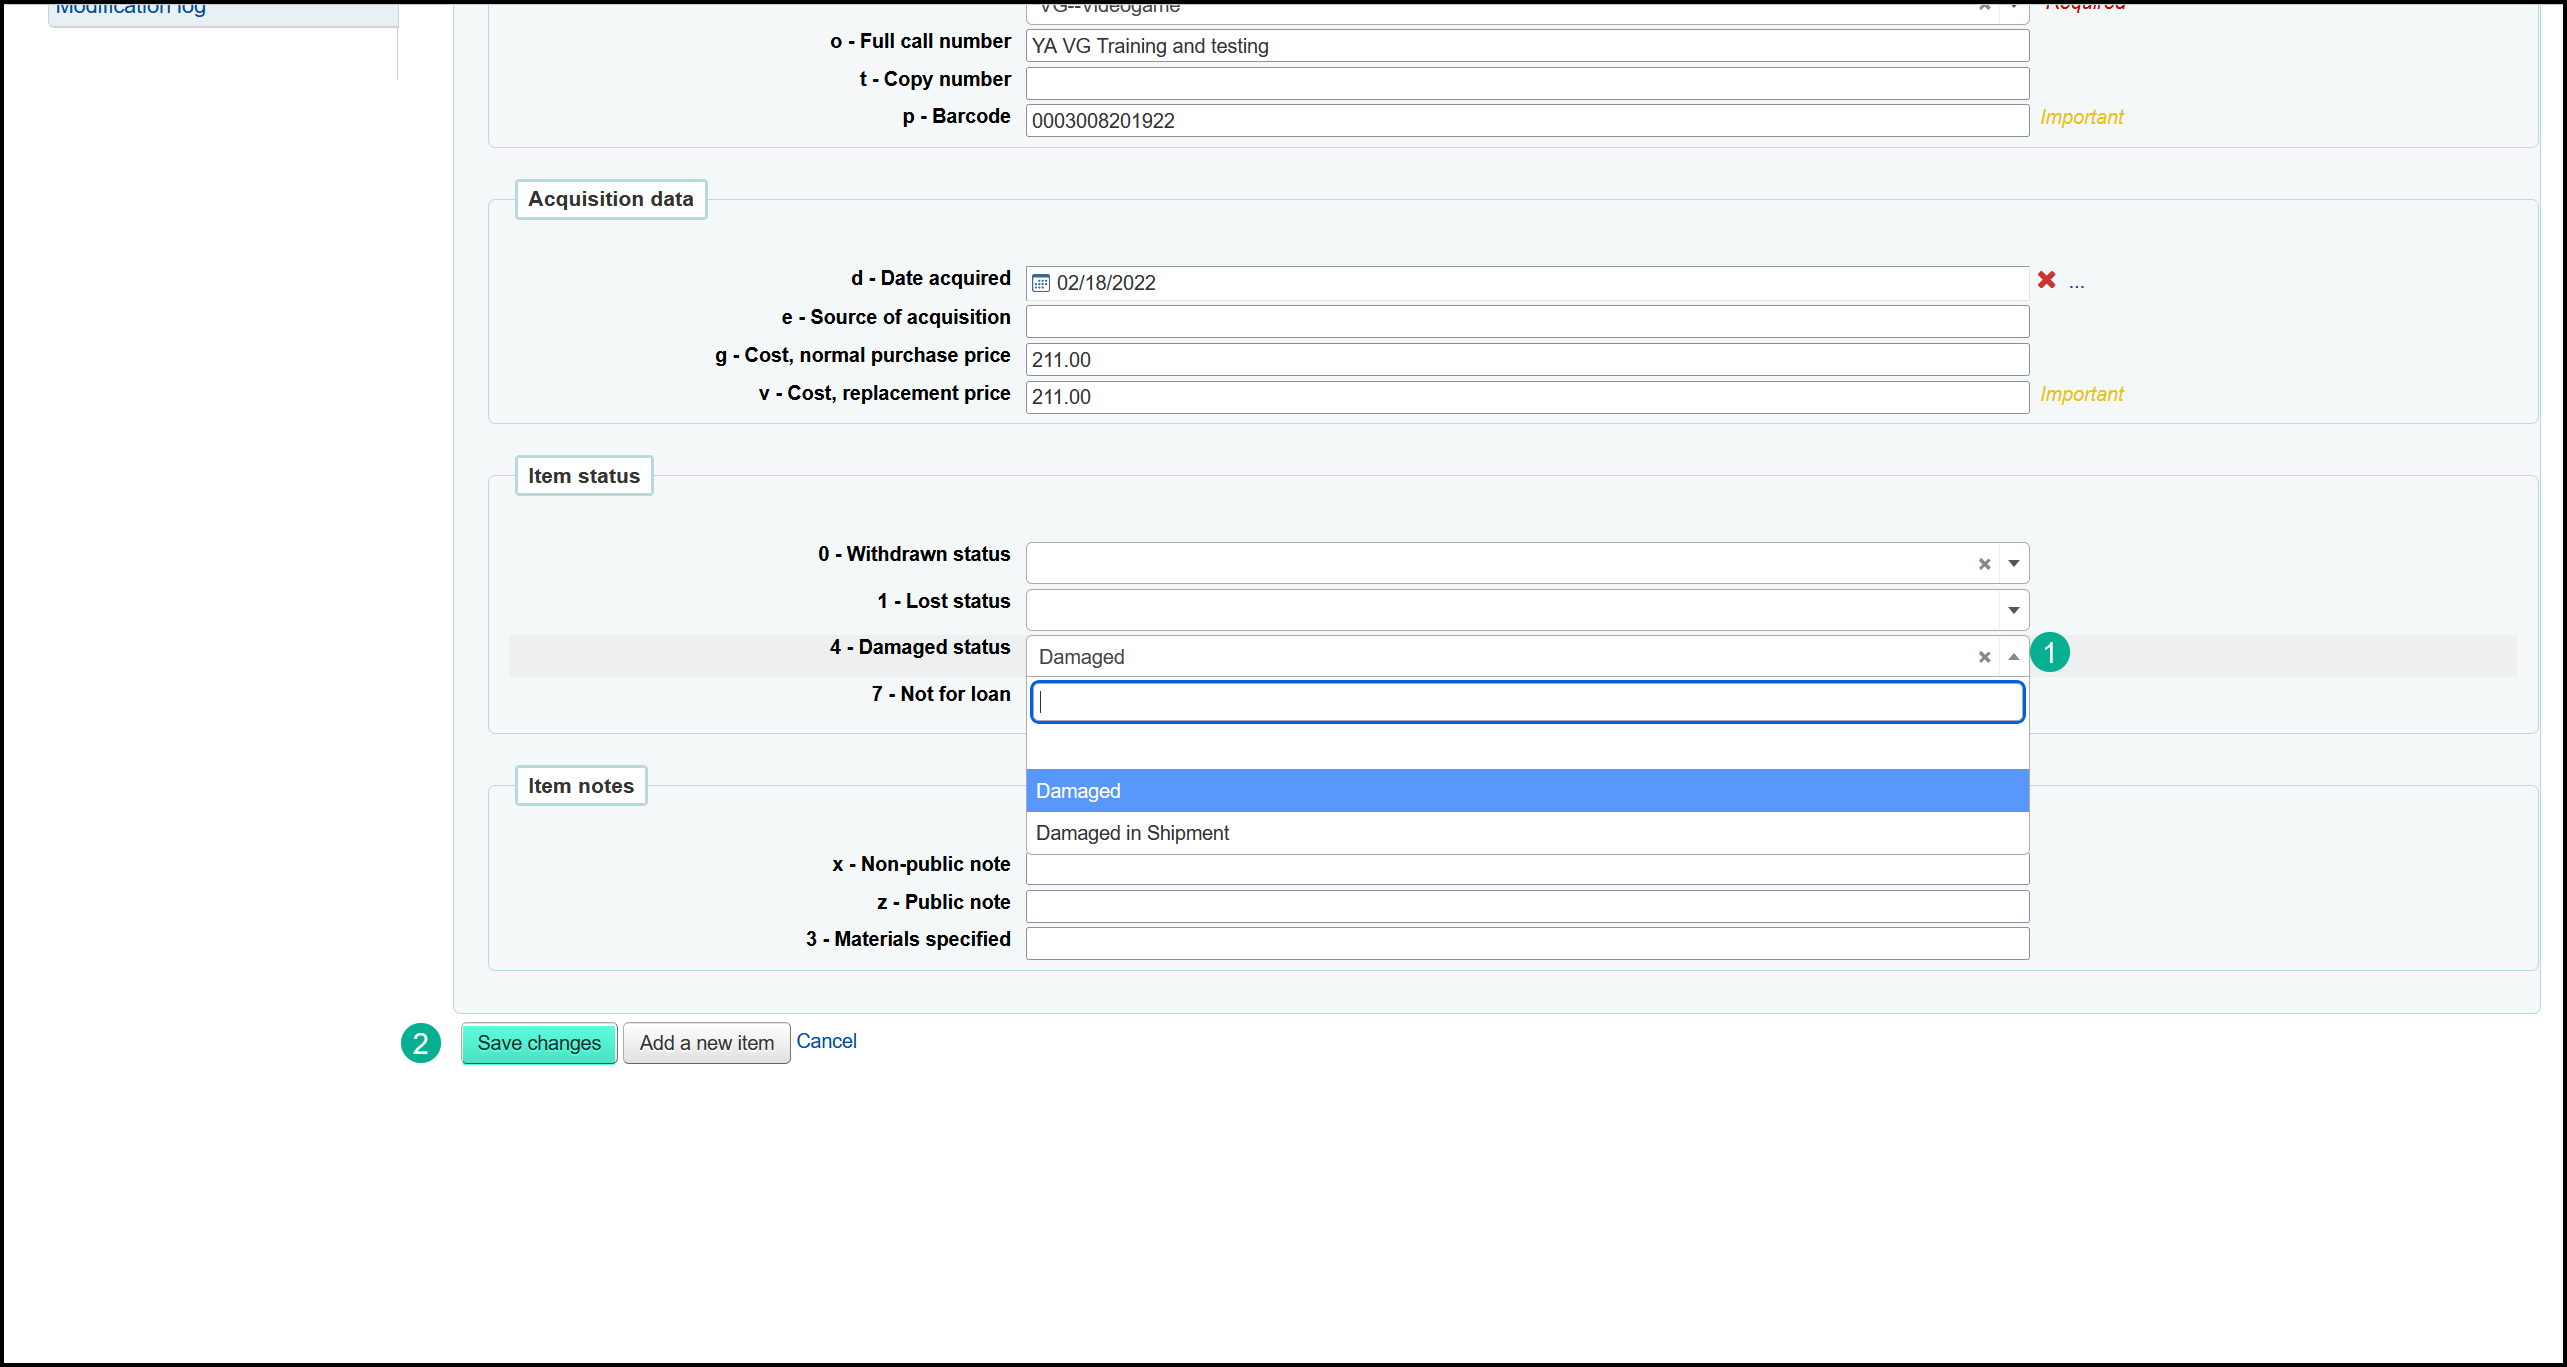 Modification log
VG--Videogame
Required
o - Full call number
YA VG Training and testing
t - Copy number
p - Barcode
0003008201922
Important
Acquisition data
d - Date acquired
02/18/2022
...
e - Source of acquisition
g - Cost, normal purchase price
211.00
v - Cost, replacement price
211.00
Important
Item status
0 - Withdrawn status
1 - Lost status
4 - Damaged status
Damaged
1
7 - Not for loan
Damaged
Damaged in Shipment
Item notes
x - Non-public note
z - Public note
3 - Materials specified
2
Save changes
Add a new item
Cancel